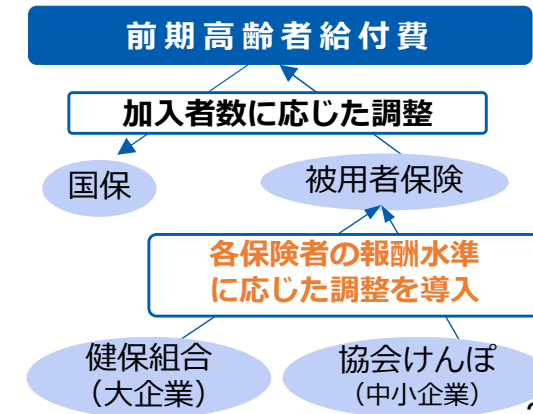 前期高齢者給付費
加入者数に応じた調整
国保
被用者保険
各保険者の報酬水準
に応じた調整を導入
健保組合
（大企業）
協会けんぽ
（中小企業）